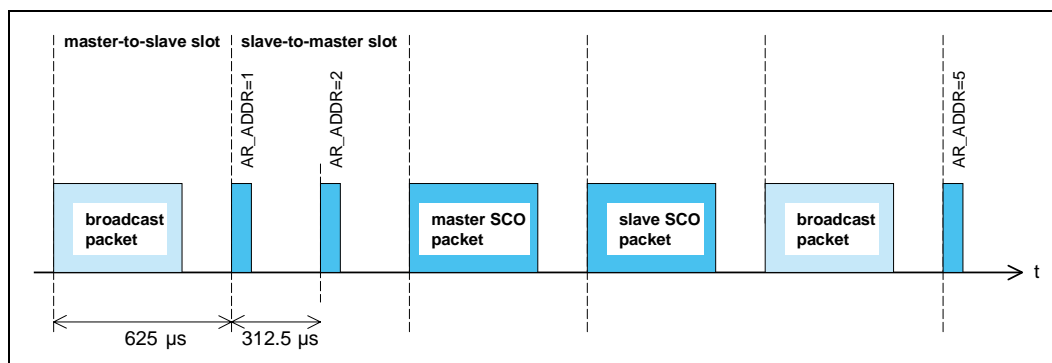 master-to-slave slot
slave-to-master slot
AR_ADDR=1
AR_ADDR=2
AR_ADDR=5
broadcast
packet
master SCO
packet
slave SCO
packet
broadcast
packet
t
625 µs
312.5 µs